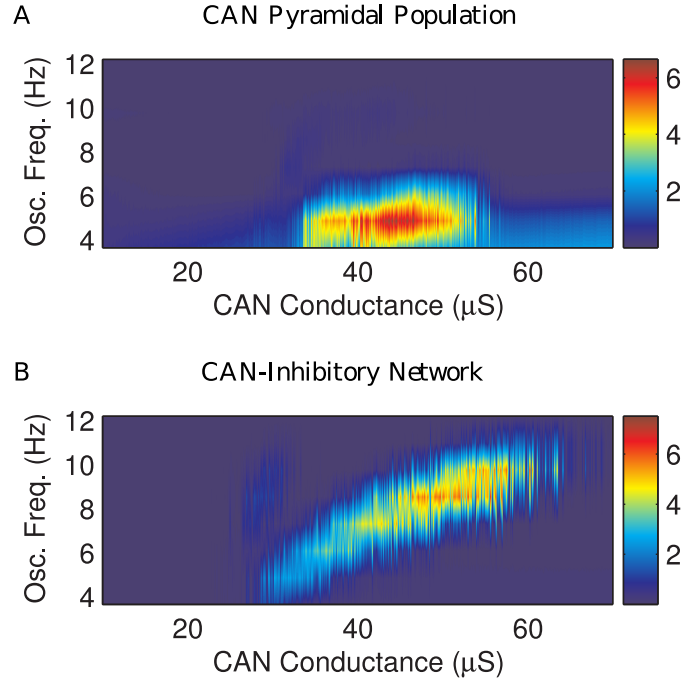 A CAN Pyramidal Population
12
10
8
6
4
Osc. Freq. (Hz)
6
4
2
20 40 60
CAN Conductance (μS)
B CAN-Inhibitory Network
12
10
8
6
4
Osc. Freq. (Hz)
6
4
2
20 40 60
CAN Conductance (μS)